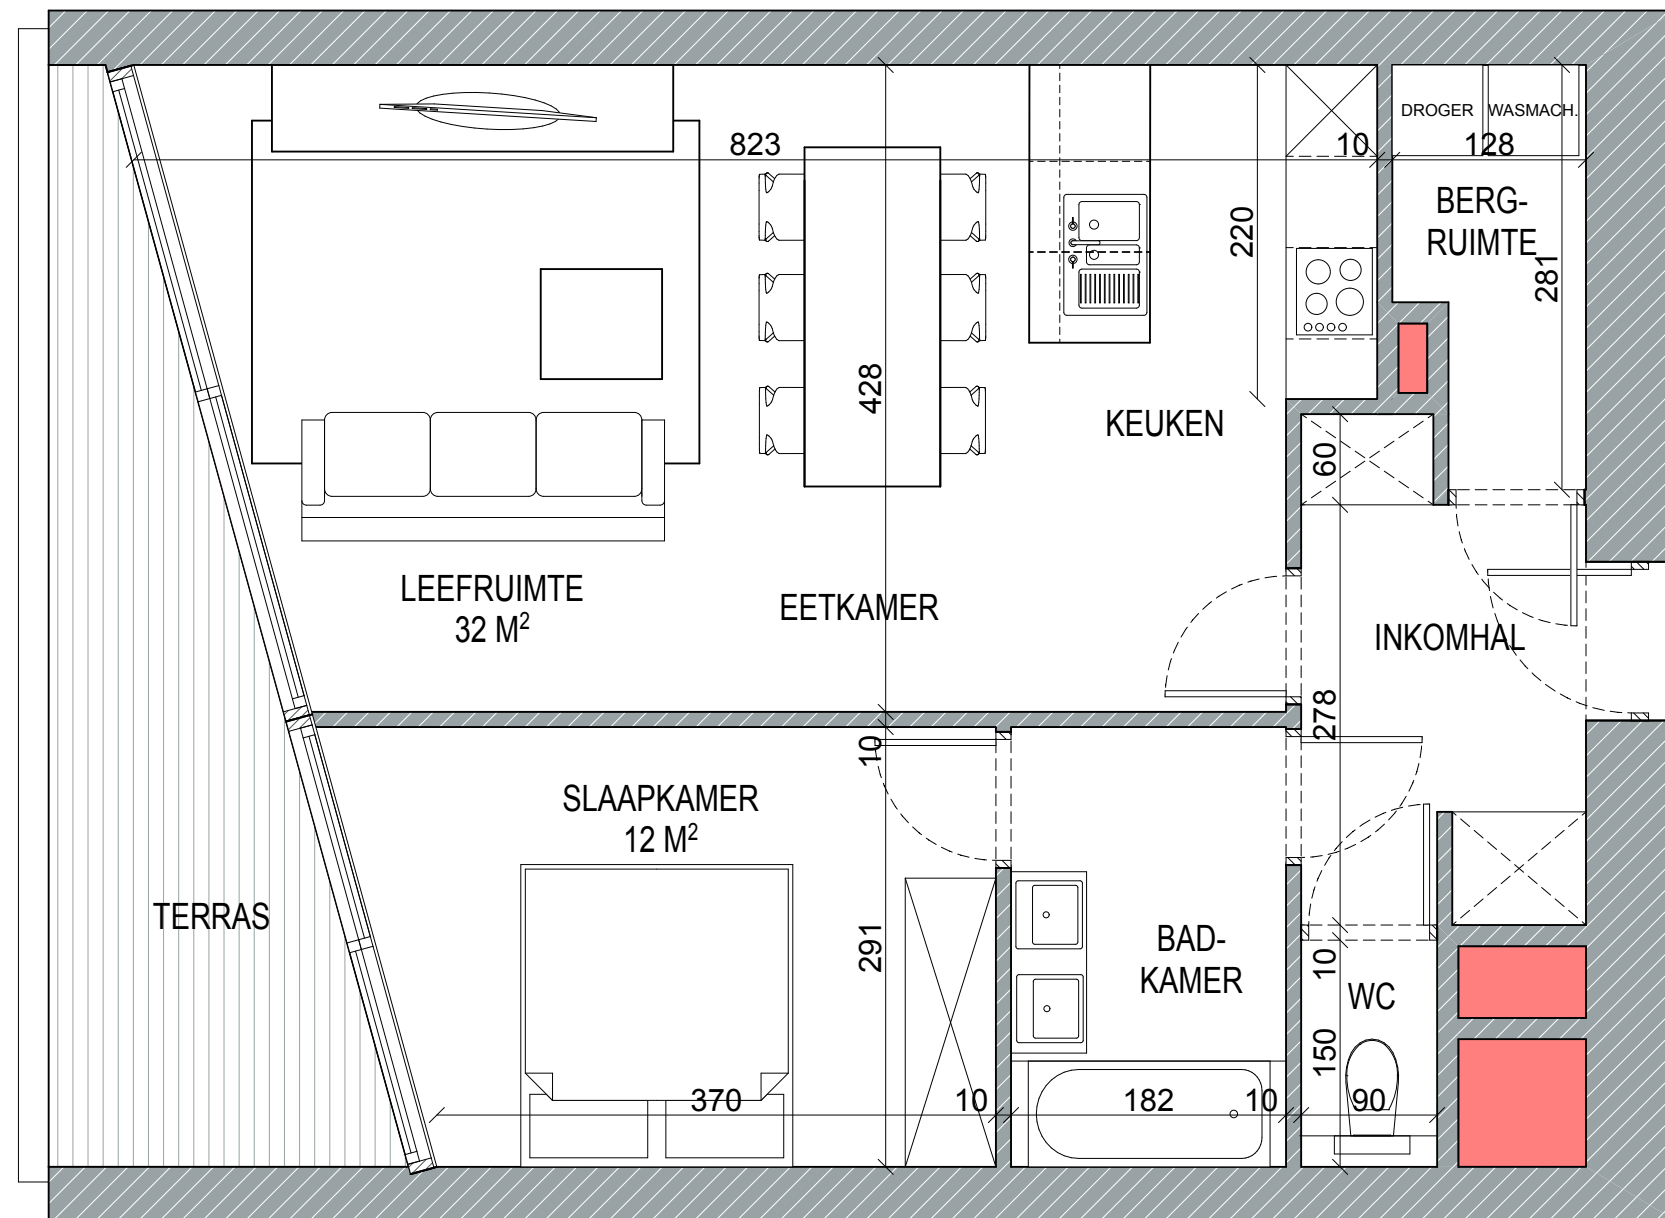 DROGER WASMACH.
823
10
128
BERG-
RUIMTE
220
281
428
KEUKEN
60
LEEFRUIMTE
32 M²
EETKAMER
INKOMHAL
278
10
SLAAPKAMER
12 M²
TERRAS
291
BAD-
KAMER
10
WC
150
370
10
182
10
90